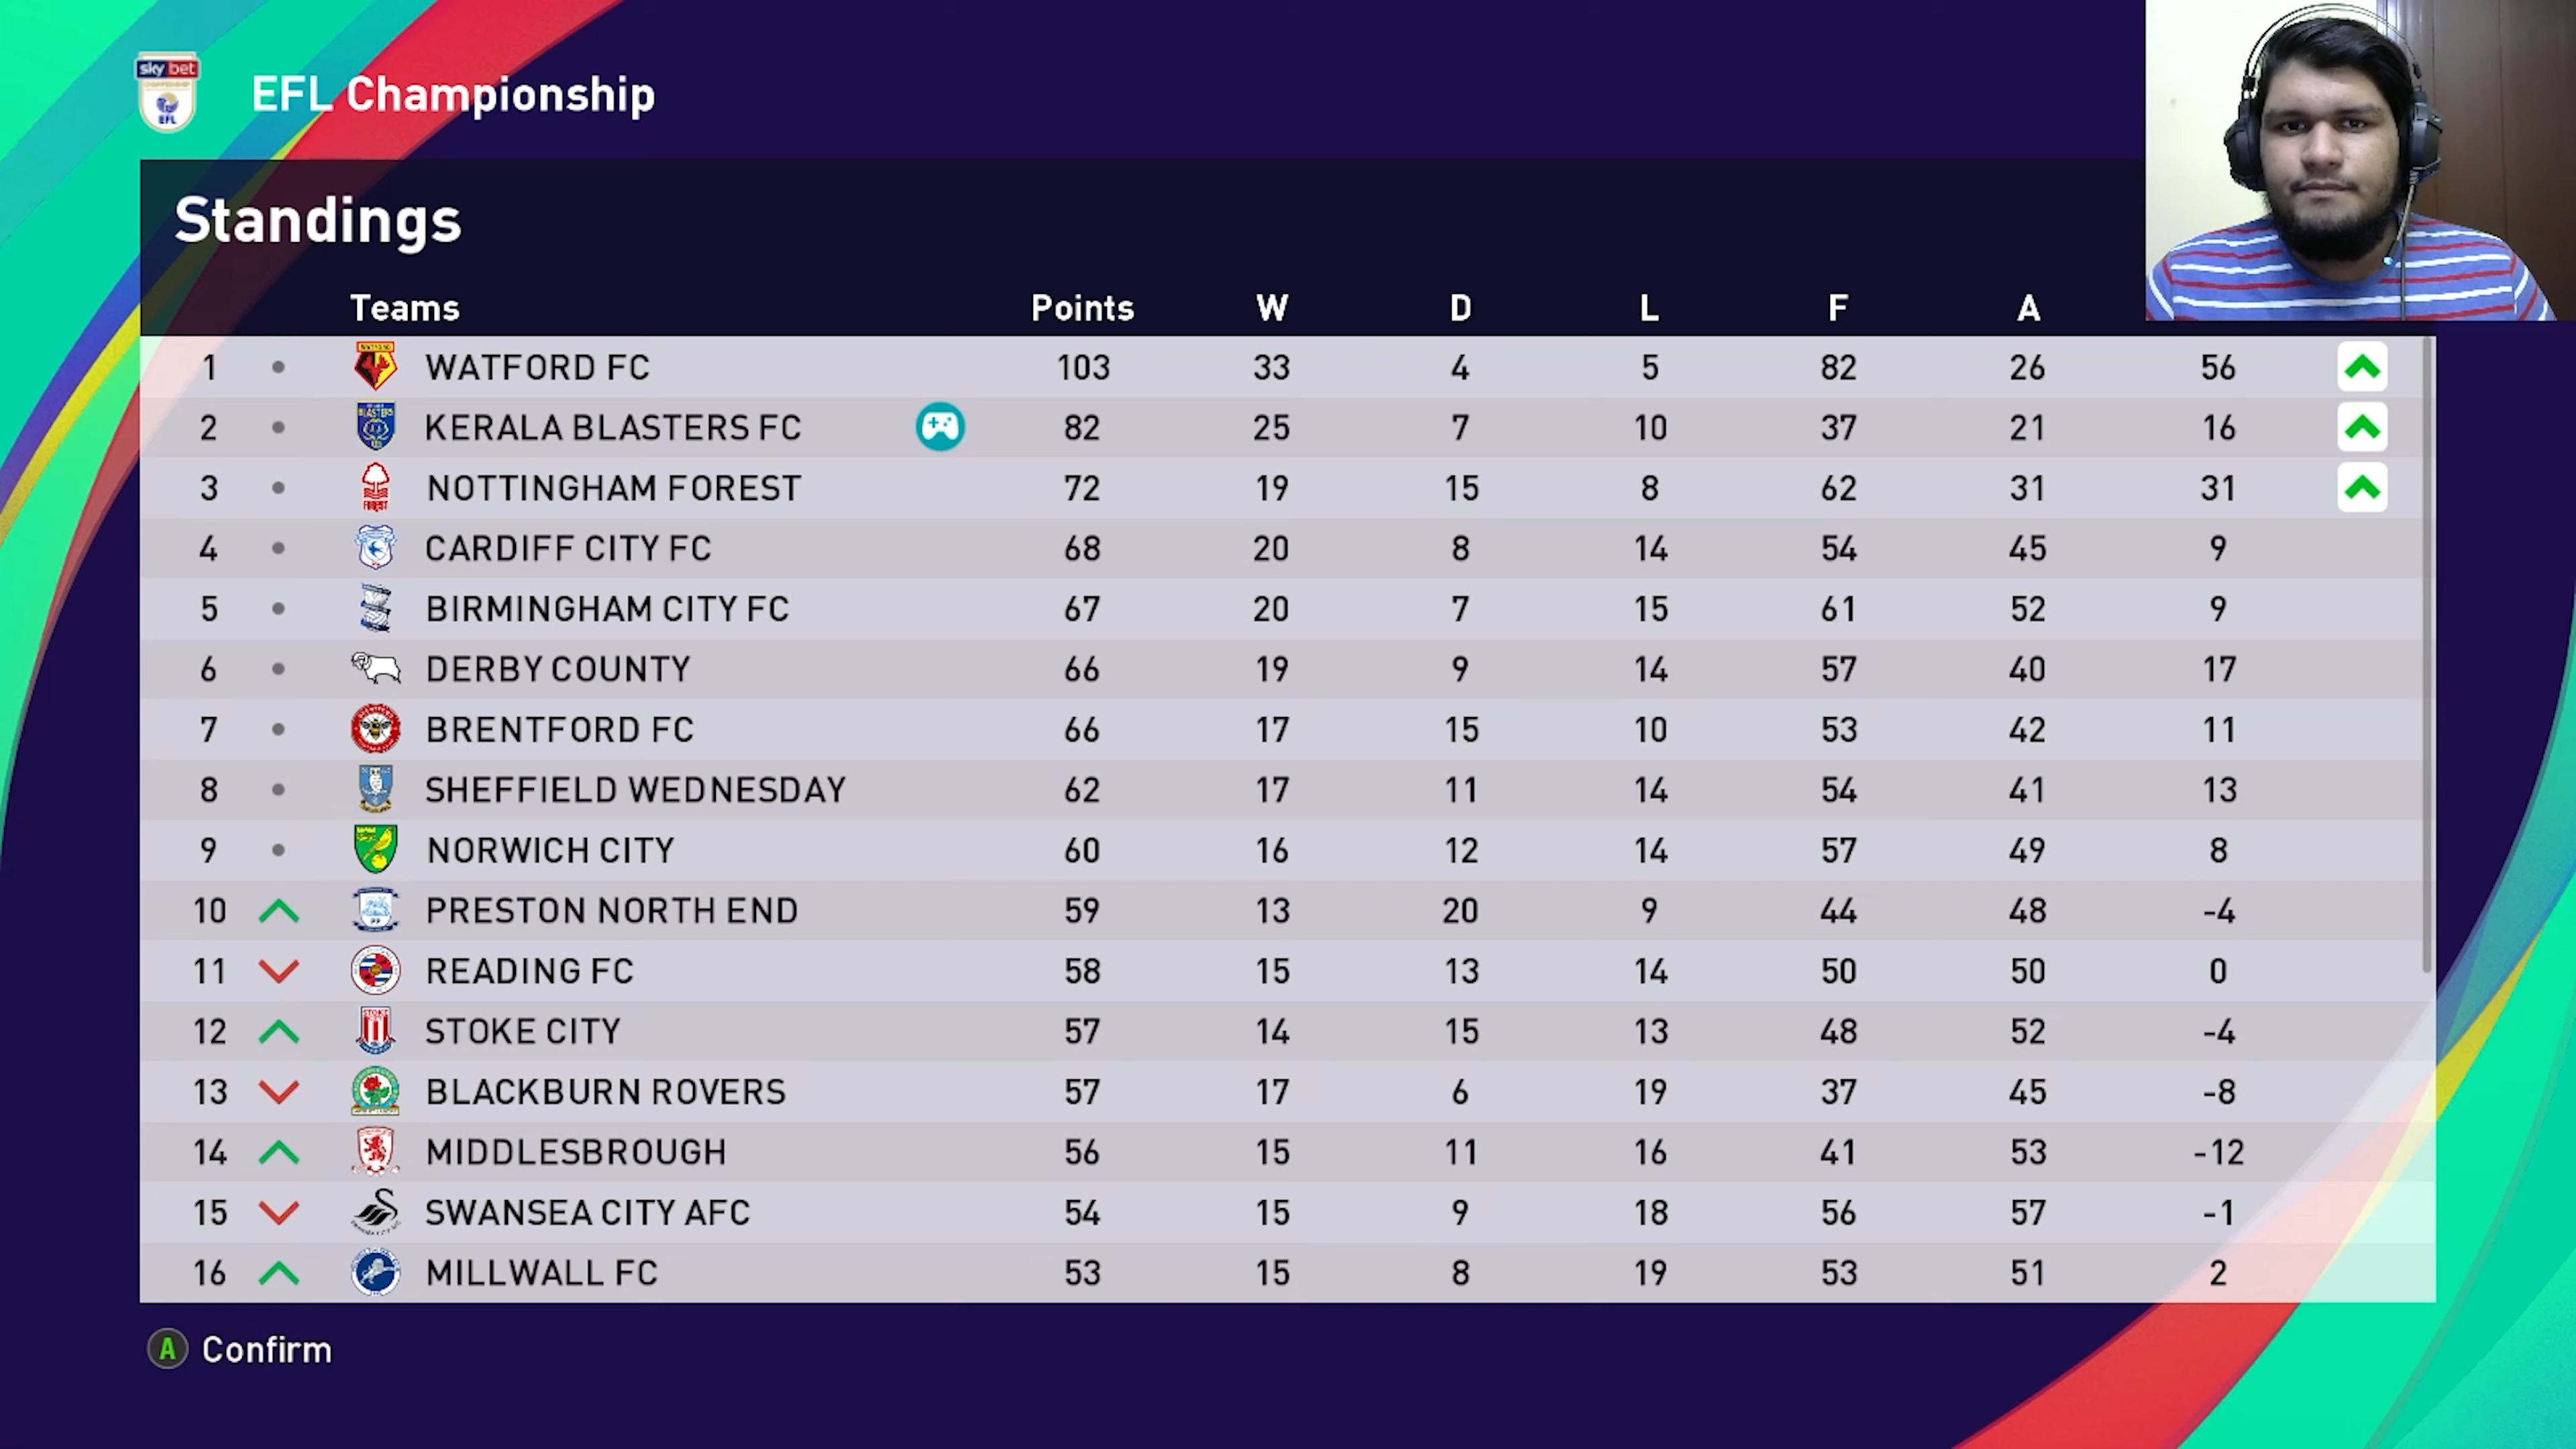 sky bet
EFL
EFL Championship
Standings
Teams Points W D L F A
1 WATFORD FC 103 33 4 5 82 26 56
2 KERALA BLASTERS FC 82 25 7 10 37 21 16
3 NOTTINGHAM FOREST 72 19 15 8 62 31 31
4 CARDIFF CITY FC 68 20 8 14 54 45 9
5 BIRMINGHAM CITY FC 67 20 7 15 61 52 9
6 DERBY COUNTY 66 19 9 14 57 40 17
7 BRENTFORD FC 66 17 15 10 53 42 11
8 SHEFFIELD WEDNESDAY 62 17 11 14 54 41 13
9 NORWICH CITY 60 16 12 14 57 49 8
10 PRESTON NORTH END 59 13 20 9 44 48 -4
11 READING FC 58 15 13 14 50 50 0
12 STOKE CITY 57 14 15 13 48 52 -4
13 BLACKBURN ROVERS 57 17 6 19 37 45 -8
14 MIDDLESBROUGH 56 15 11 16 41 53 -12
15 SWANSEA CITY AFC 54 15 9 18 56 57 -1
16 MILLWALL FC 53 15 8 19 53 51 2
A Confirm